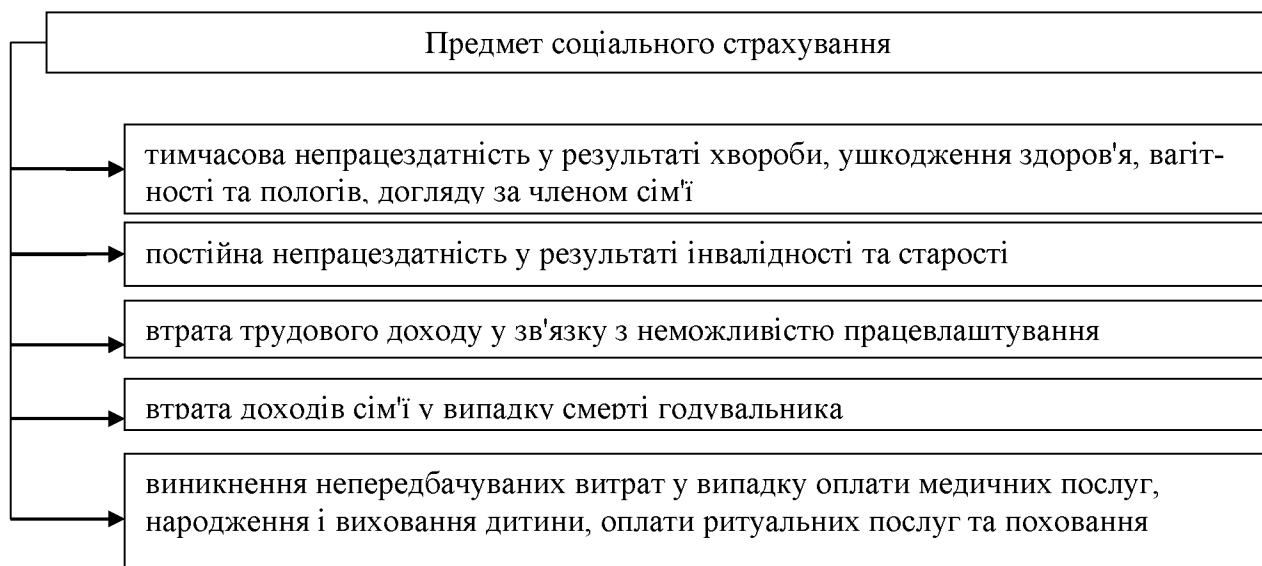 Предмет соціального страхування
тимчасова непрацездатність у результаті хвороби, ушкодження здоров'я, вагіт-
ності та пологів, догляду за членом сім'ї
постійна непрацездатність у результаті інвалідності та старості
втрата трудового доходу у зв'язку з неможливістю працевлаштування
втрата доходів сім'ї у випадку смерті годувальника
виникнення непередбачуваних витрат у випадку оплати медичних послуг,
народження і виховання дитини, оплати ритуальних послуг та поховання